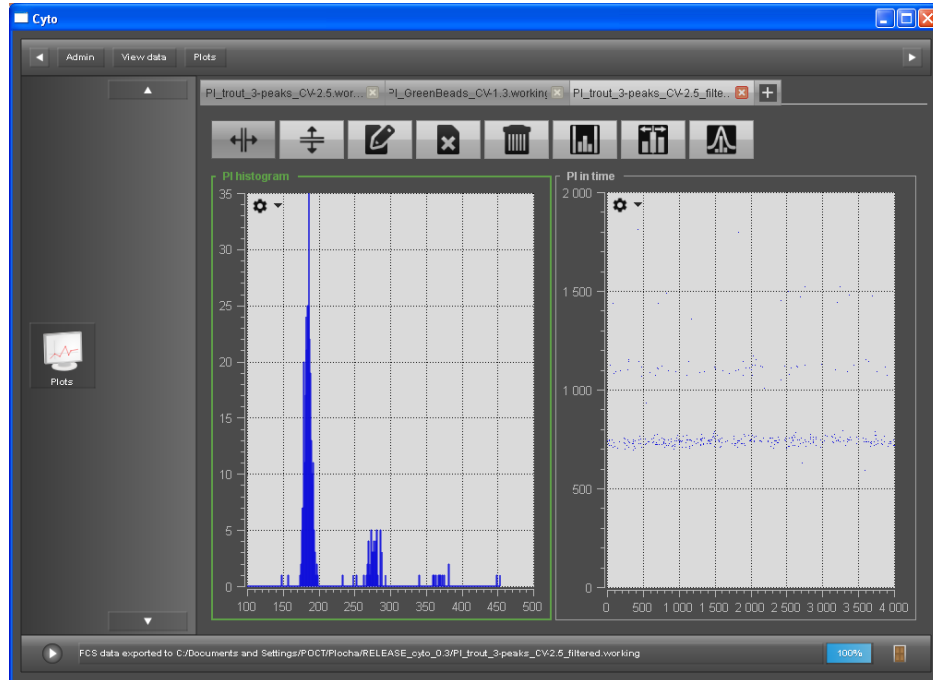 Cyto
Admin View data Plots
PI_trout_3-peaks_CV-2.5.wor... PI_GreenBeads_CV-1.3.working PI_trout_3-peaks_CV-2.5_filte..
PI histogram
35
30
25
20
15
10
5
0
100 150 200 250 300 350 400 450 500
PI in time
2 000
1 500
1 000
500
0
0 500 1 000 1 500 2 000 2 500 3 000 3 500 4 000
Plots
FCS data exported to C:/Documents and Settings/POCT/Plocha/RELEASE_cyto_0.3/PI_trout_3-peaks_CV-2.5_filtered.working
100%